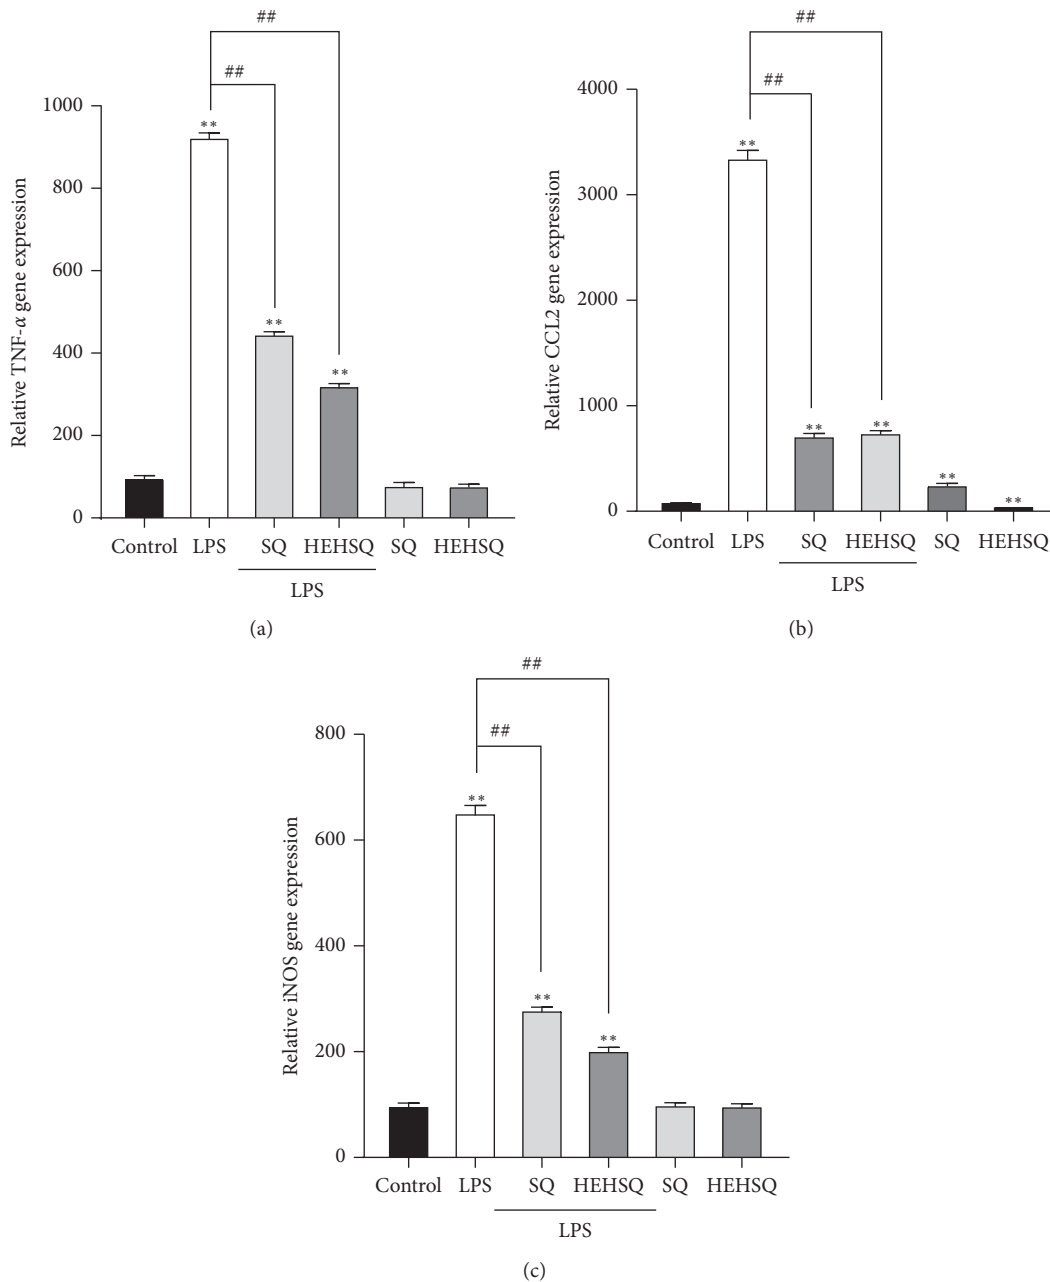 ##
##
1000
**
800
600
**
400
**
200
0
Relative TNF-α gene expression
Control LPS SQ HEHSQ SQ HEHSQ
LPS
(a)
##
##
4000
**
3000
2000
1000
** ** ** **
0
Relative CCL2 gene expression
Control LPS SQ HEHSQ SQ HEHSQ
LPS
(b)
##
##
800
**
600
400
**
**
200
0
Relative iNOS gene expression
Control LPS SQ HEHSQ SQ HEHSQ
LPS
(c)